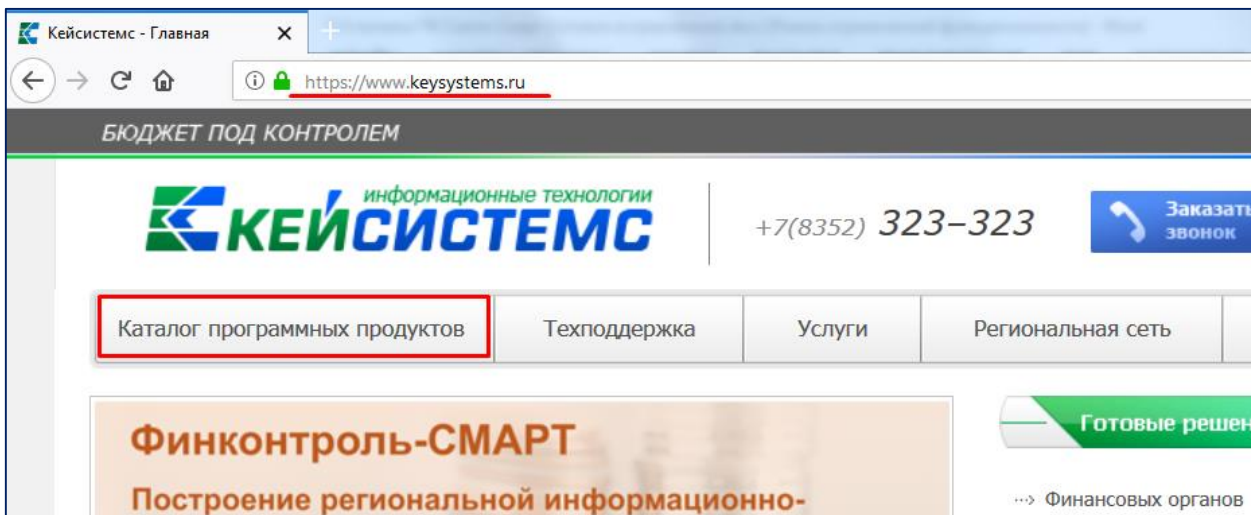 Кейсистемс - Главная
https://www.keysystems.ru
БЮДЖЕТ ПОД КОНТРОЛЕМ
информационные технологии
КЕЙСИСТЕМС
+7(8352) 323-323
Заказать
звонок
Каталог программных продуктов
Техподдержка
Услуги
Региональная сеть
Финконтроль-СМАРТ
Построение региональной информационно-
Готовые решен
Финансовых органов